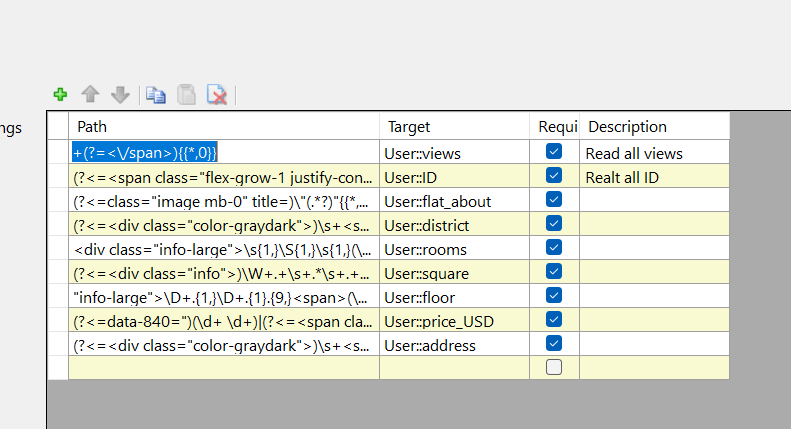 ngs
Path Target Requi Description
+(?=<\/span>){{*,0}} User::views Read all views
(?<=<span class="flex-grow-1 justify-con... User::ID Realt all ID
(?<=class="image mb-0" title=)\"(.*?)"{{*,... User::flat_about
(?<=<div class="color-graydark">)\s+<s... User::district
<div class="info-large">\s{1,}\S{1,}\s{1,}(\... User::rooms
(?<=<div class="info">)\W+.+\s+.*\s+.+... User::square
"info-large">\D+.{1,}\D+.{1}.{9,}<span>(\... User::floor
(?<=data-840=")(\d+ \d+)|(?<=<span cla... User::price_USD
(?<=<div class="color-graydark">)\s+<s... User::address